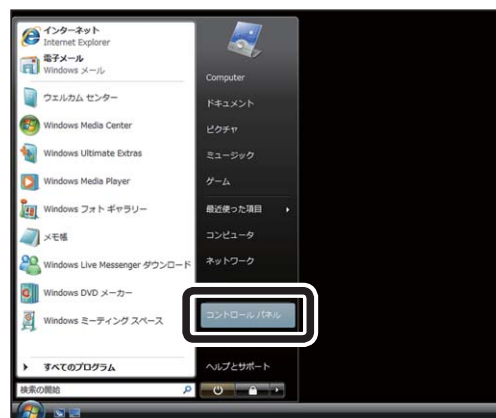 インターネット
Internet Explorer
電子メール
Windows メール
ウェルカム センター
Windows Media Center
Windows Ultimate Extras
Windows Media Player
Windows フォト ギャラリー
メモ帳
Windows Live Messenger ダウンロード
Windows DVD メーカー
Windows ミーティング スペース
すべてのプログラム
検索の開始
Computer
ドキュメント
ピクチャ
ミュージック
ゲーム
最近使った項目
コンピュータ
ネットワーク
コントロール パネル
ヘルプとサポート